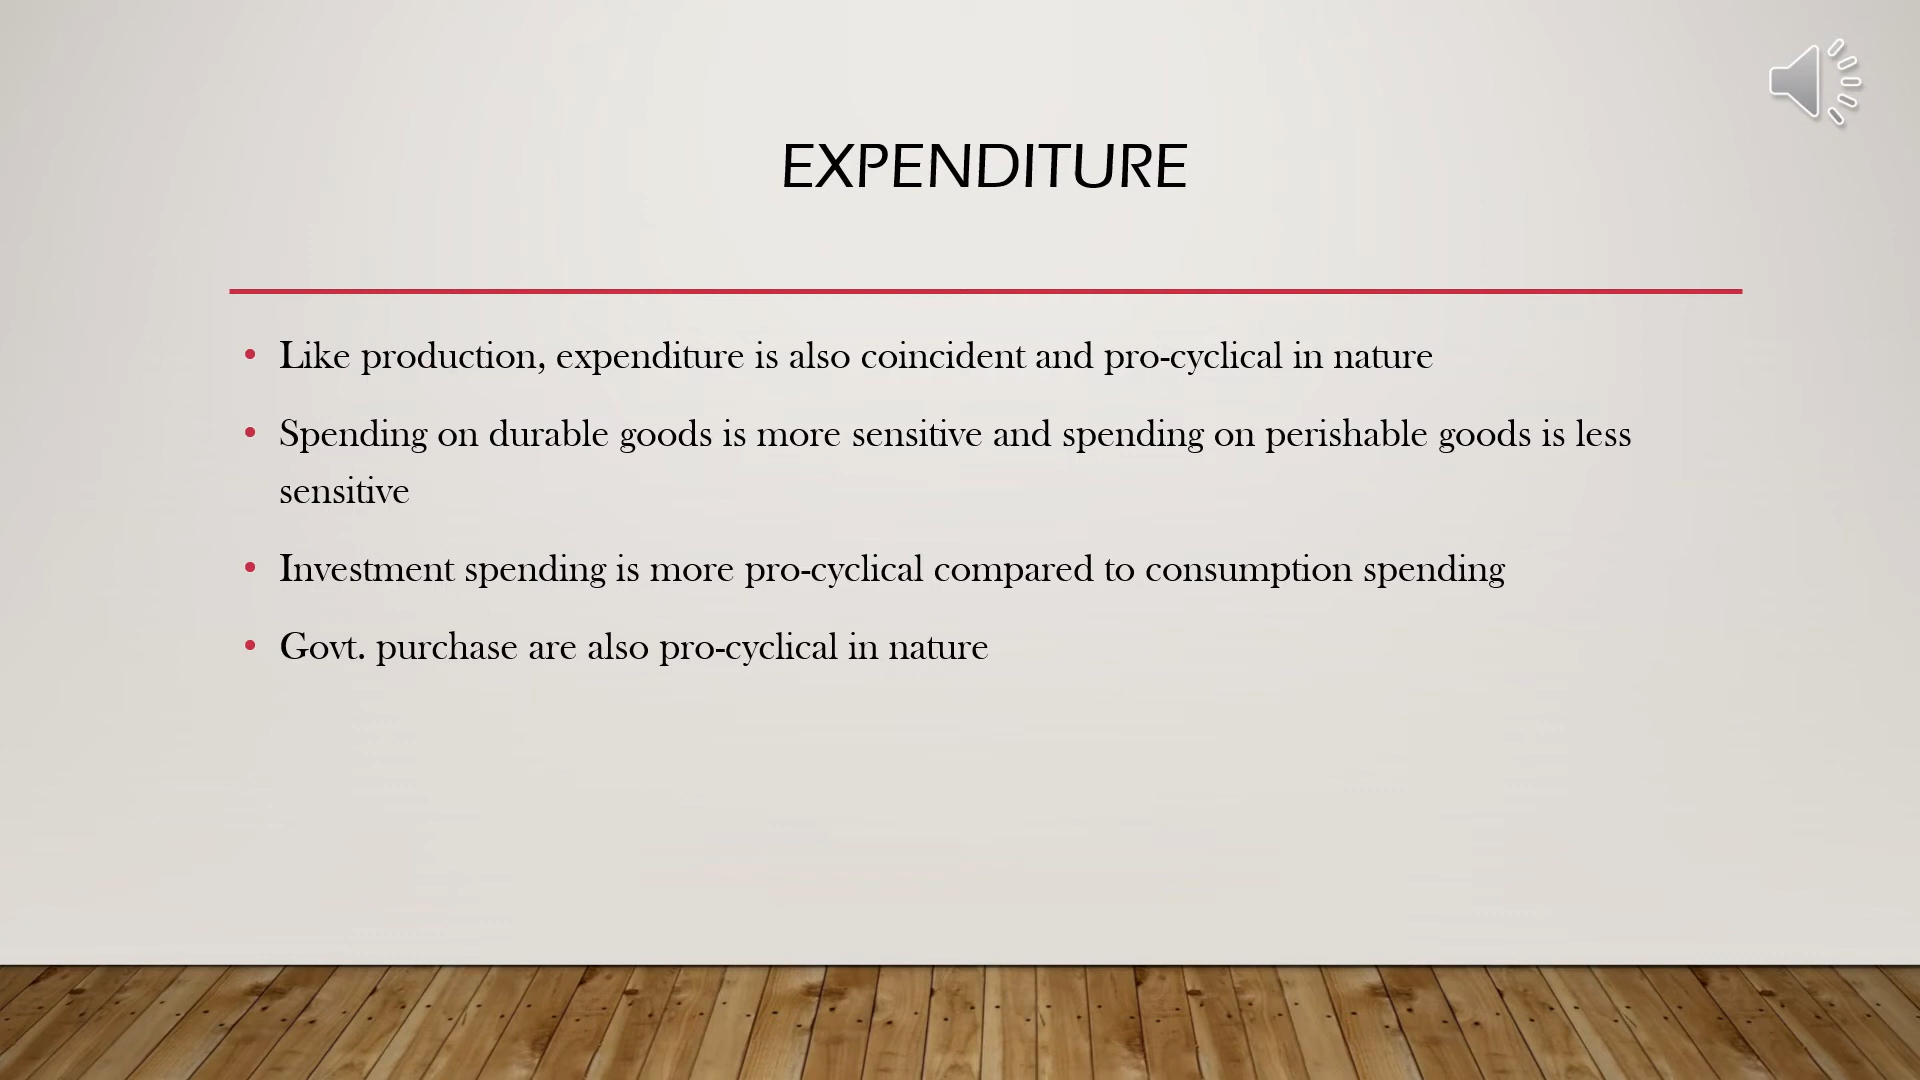 EXPENDITURE
• Like production, expenditure is also coincident and pro-cyclical in nature
• Spending on durable goods is more sensitive and spending on perishable goods is less
sensitive
• Investment spending is more pro-cyclical compared to consumption spending
• Govt. purchase are also pro-cyclical in nature